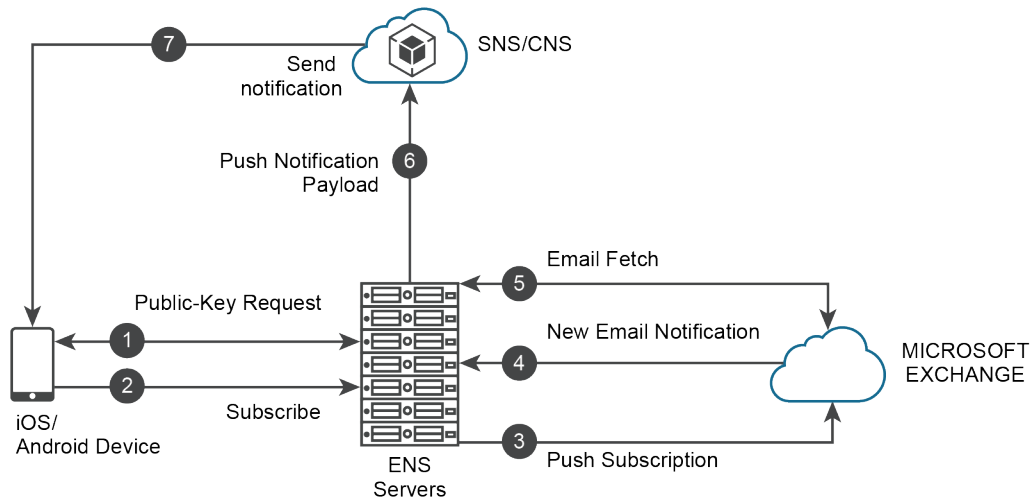 7
SNS/CNS
Send
notification
Push Notification
Payload
6
Email Fetch
5
Public-Key Request
1
New Email Notification
4
MICROSOFT
EXCHANGE
2
Subscribe
iOS/
Android Device
3
Push Subscription
ENS
Servers